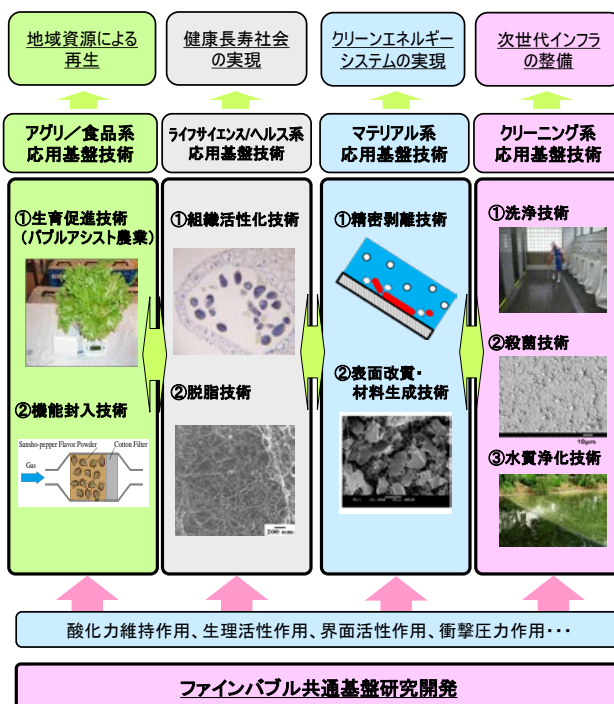 地域資源による
再生
健康長寿社会
の実現
クリーンエネルギー
システムの実現
次世代インフラ
の整備
アグリ／食品系
応用基盤技術
ライフサイエンス/ヘルス系
応用基盤技術
マテリアル系
応用基盤技術
クリーニング系
応用基盤技術
①生育促進技術
（バブルアシスト農業）
②機能封入技術
Sansho-pepper Flavor Powder
Cotton Filter
Gas
①組織活性化技術
②脱脂技術
200 nm
①精密剥離技術
②表面改質・
材料生成技術
①洗浄技術
②殺菌技術
10μm
③水質浄化技術
酸化力維持作用、生理活性作用、界面活性作用、衝撃圧力作用･･･
ファインバブル共通基盤研究開発